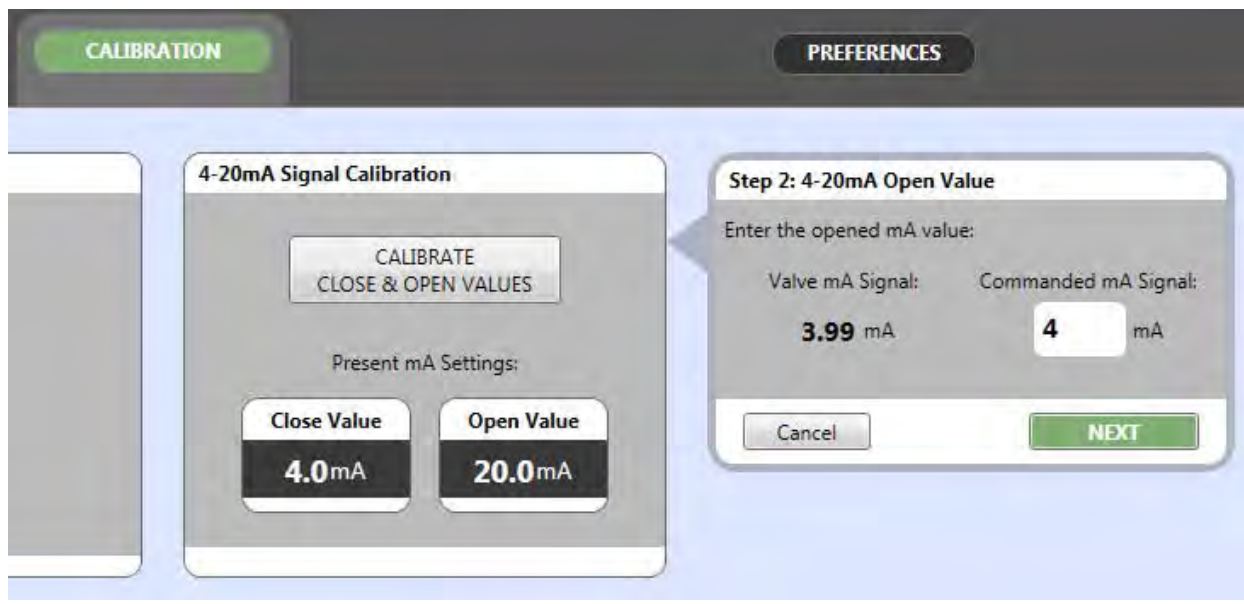 CALIBRATION
PREFERENCES
4-20mA Signal Calibration
CALIBRATE
CLOSE & OPEN VALUES
Present mA Settings:
Close Value
Open Value
4.0mA
20.0mA
Step 2: 4-20mA Open Value
Enter the opened mA value:
Valve mA Signal:
Commanded mA Signal:
3.99 mA
4 mA
Cancel
NEXT